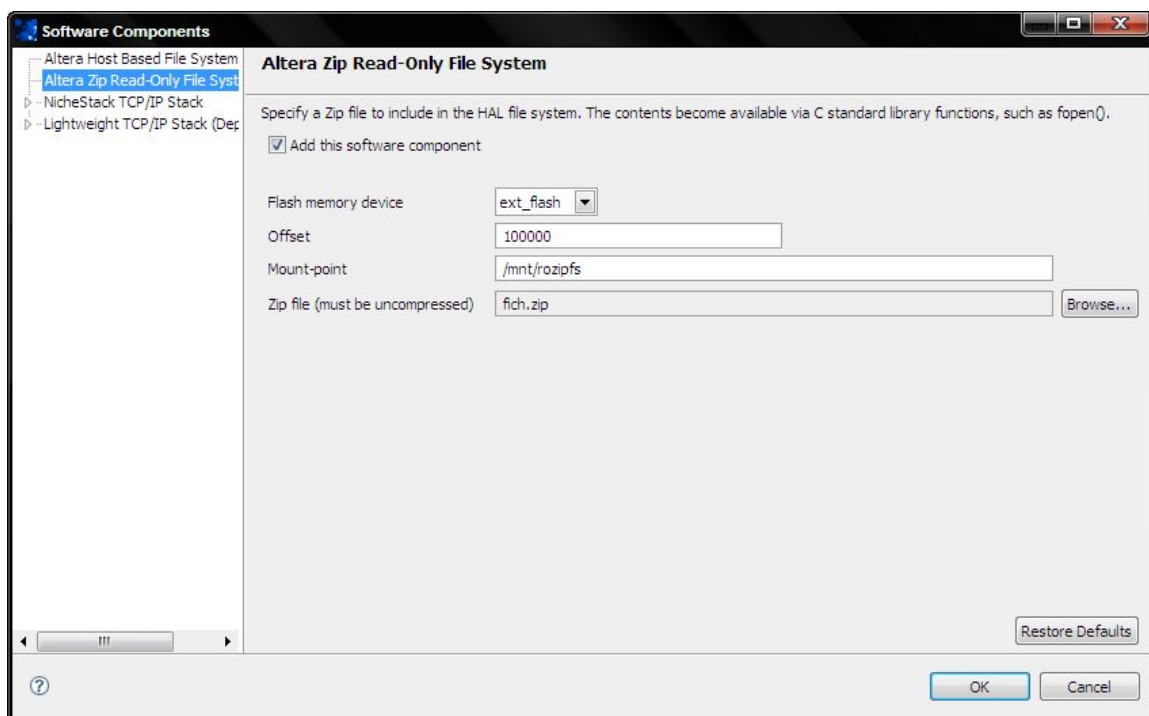 Software Components
Altera Host Based File System
Altera Zip Read-Only File Syst
NicheStack TCP/IP Stack
Lightweight TCP/IP Stack (Dep
Altera Zip Read-Only File System
Specify a Zip file to include in the HAL file system. The contents become available via C standard library functions, such as fopen().
Add this software component
Flash memory device
ext_flash
Offset
100000
Mount-point
/mnt/rozipfs
Zip file (must be uncompressed)
fich.zip
Browse...
Restore Defaults
?
OK
Cancel